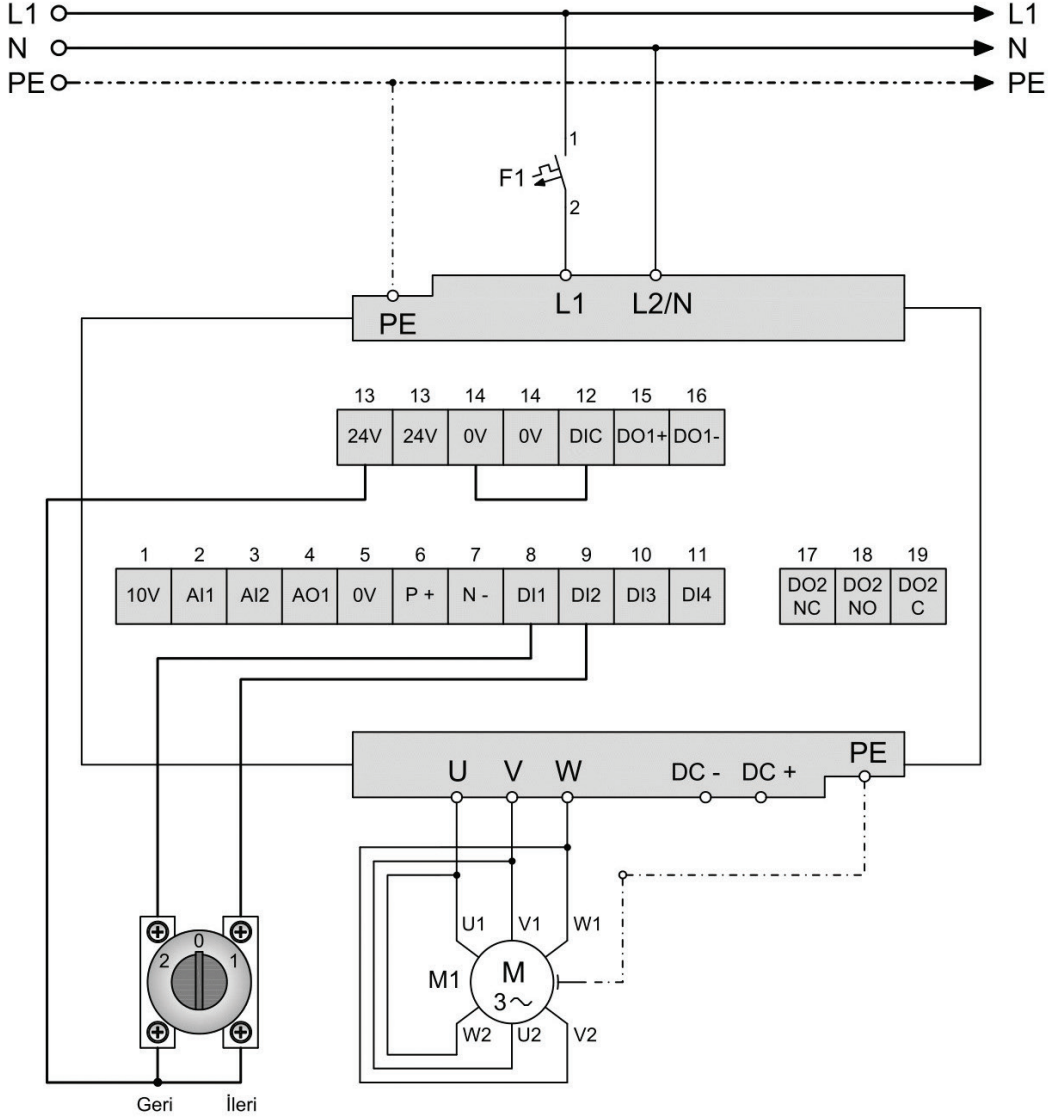 L1 L1
N N
PE PE
1
F1
2
L1 L2/N
PE
13 13 14 14 12 15 16
24V 24V 0V 0V DIC DO1+ DO1-
1 2 3 4 5 6 7 8 9 10 11 17 18 19
10V AI1 AI2 AO1 0V P + N - DI1 DI2 DI3 DI4 DO2 NC DO2 NO DO2 C
PE
U V W DC - DC +
U1 V1 W1
0
2 1
M1 M
3~
W2 U2 V2
Geri İleri